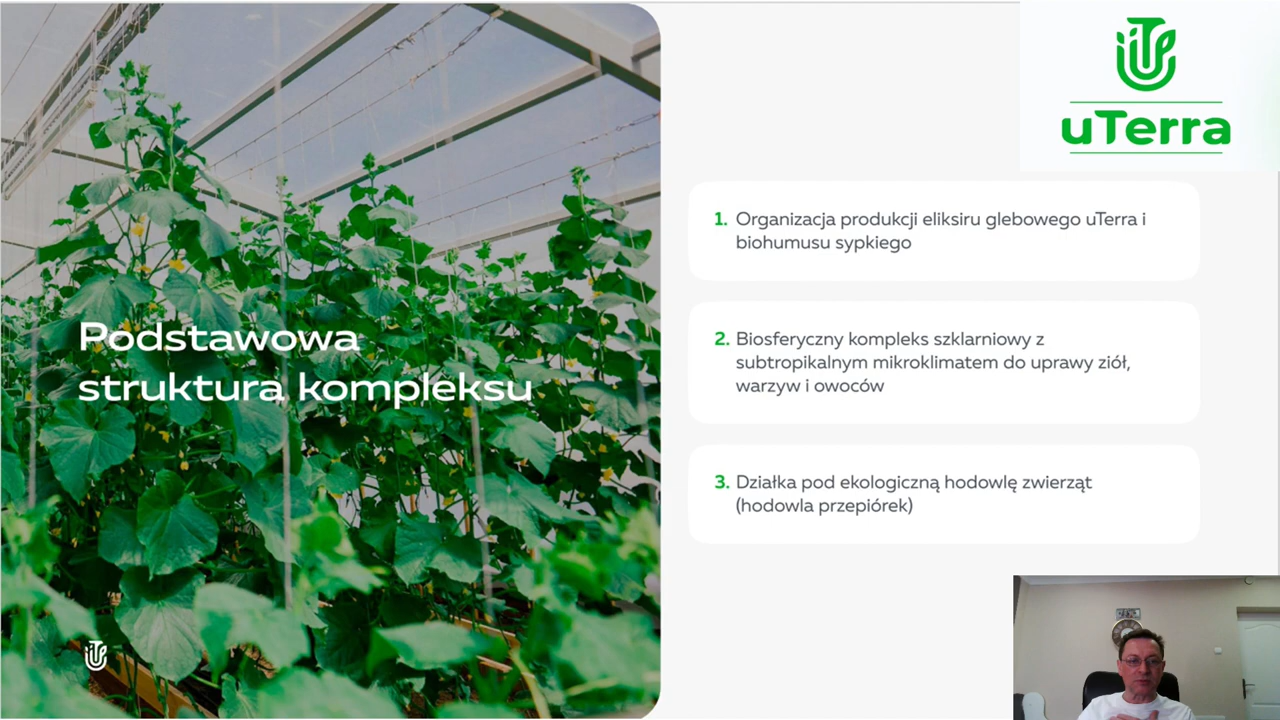 uTerra
Podstawowa
struktura kompleksu
1. Organizacja produkcji eliksiru glebowego uTerra i
biohumusu sypkiego
2. Biosferyczny kompleks szklarniowy z
subtropikalnym mikroklimatem do uprawy ziół,
warzyw i owoców
3. Działka pod ekologiczną hodowlę zwierząt
(hodowla przepiórek)